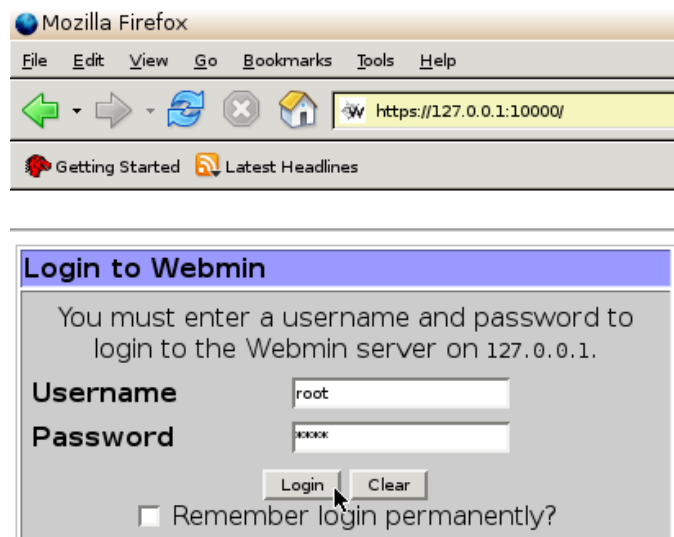 Mozilla Firefox
File Edit View Go Bookmarks Tools Help
W https://127.0.0.1:10000/
Getting Started Latest Headlines
Login to Webmin
You must enter a username and password to
login to the Webmin server on 127.0.0.1.
Username root
Password ****
Login Clear
Remember login permanently?